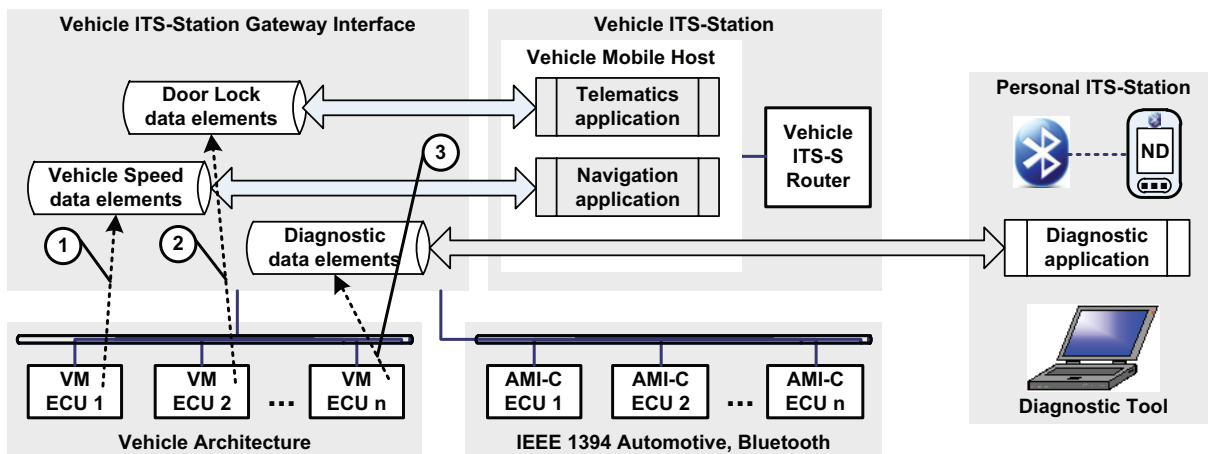 Vehicle ITS-Station Gateway Interface
Vehicle ITS-Station
Vehicle Mobile Host
Door Lock
data elements
Telematics
application
Vehicle
ITS-S
Router
3
Vehicle Speed
data elements
Navigation
application
1
2
Diagnostic
data elements
Personal ITS-Station
ND
Diagnostic
application
Diagnostic Tool
VM
ECU 1
VM
ECU 2
...
VM
ECU n
Vehicle Architecture
AMI-C
ECU 1
AMI-C
ECU 2
...
AMI-C
ECU n
IEEE 1394 Automotive, Bluetooth